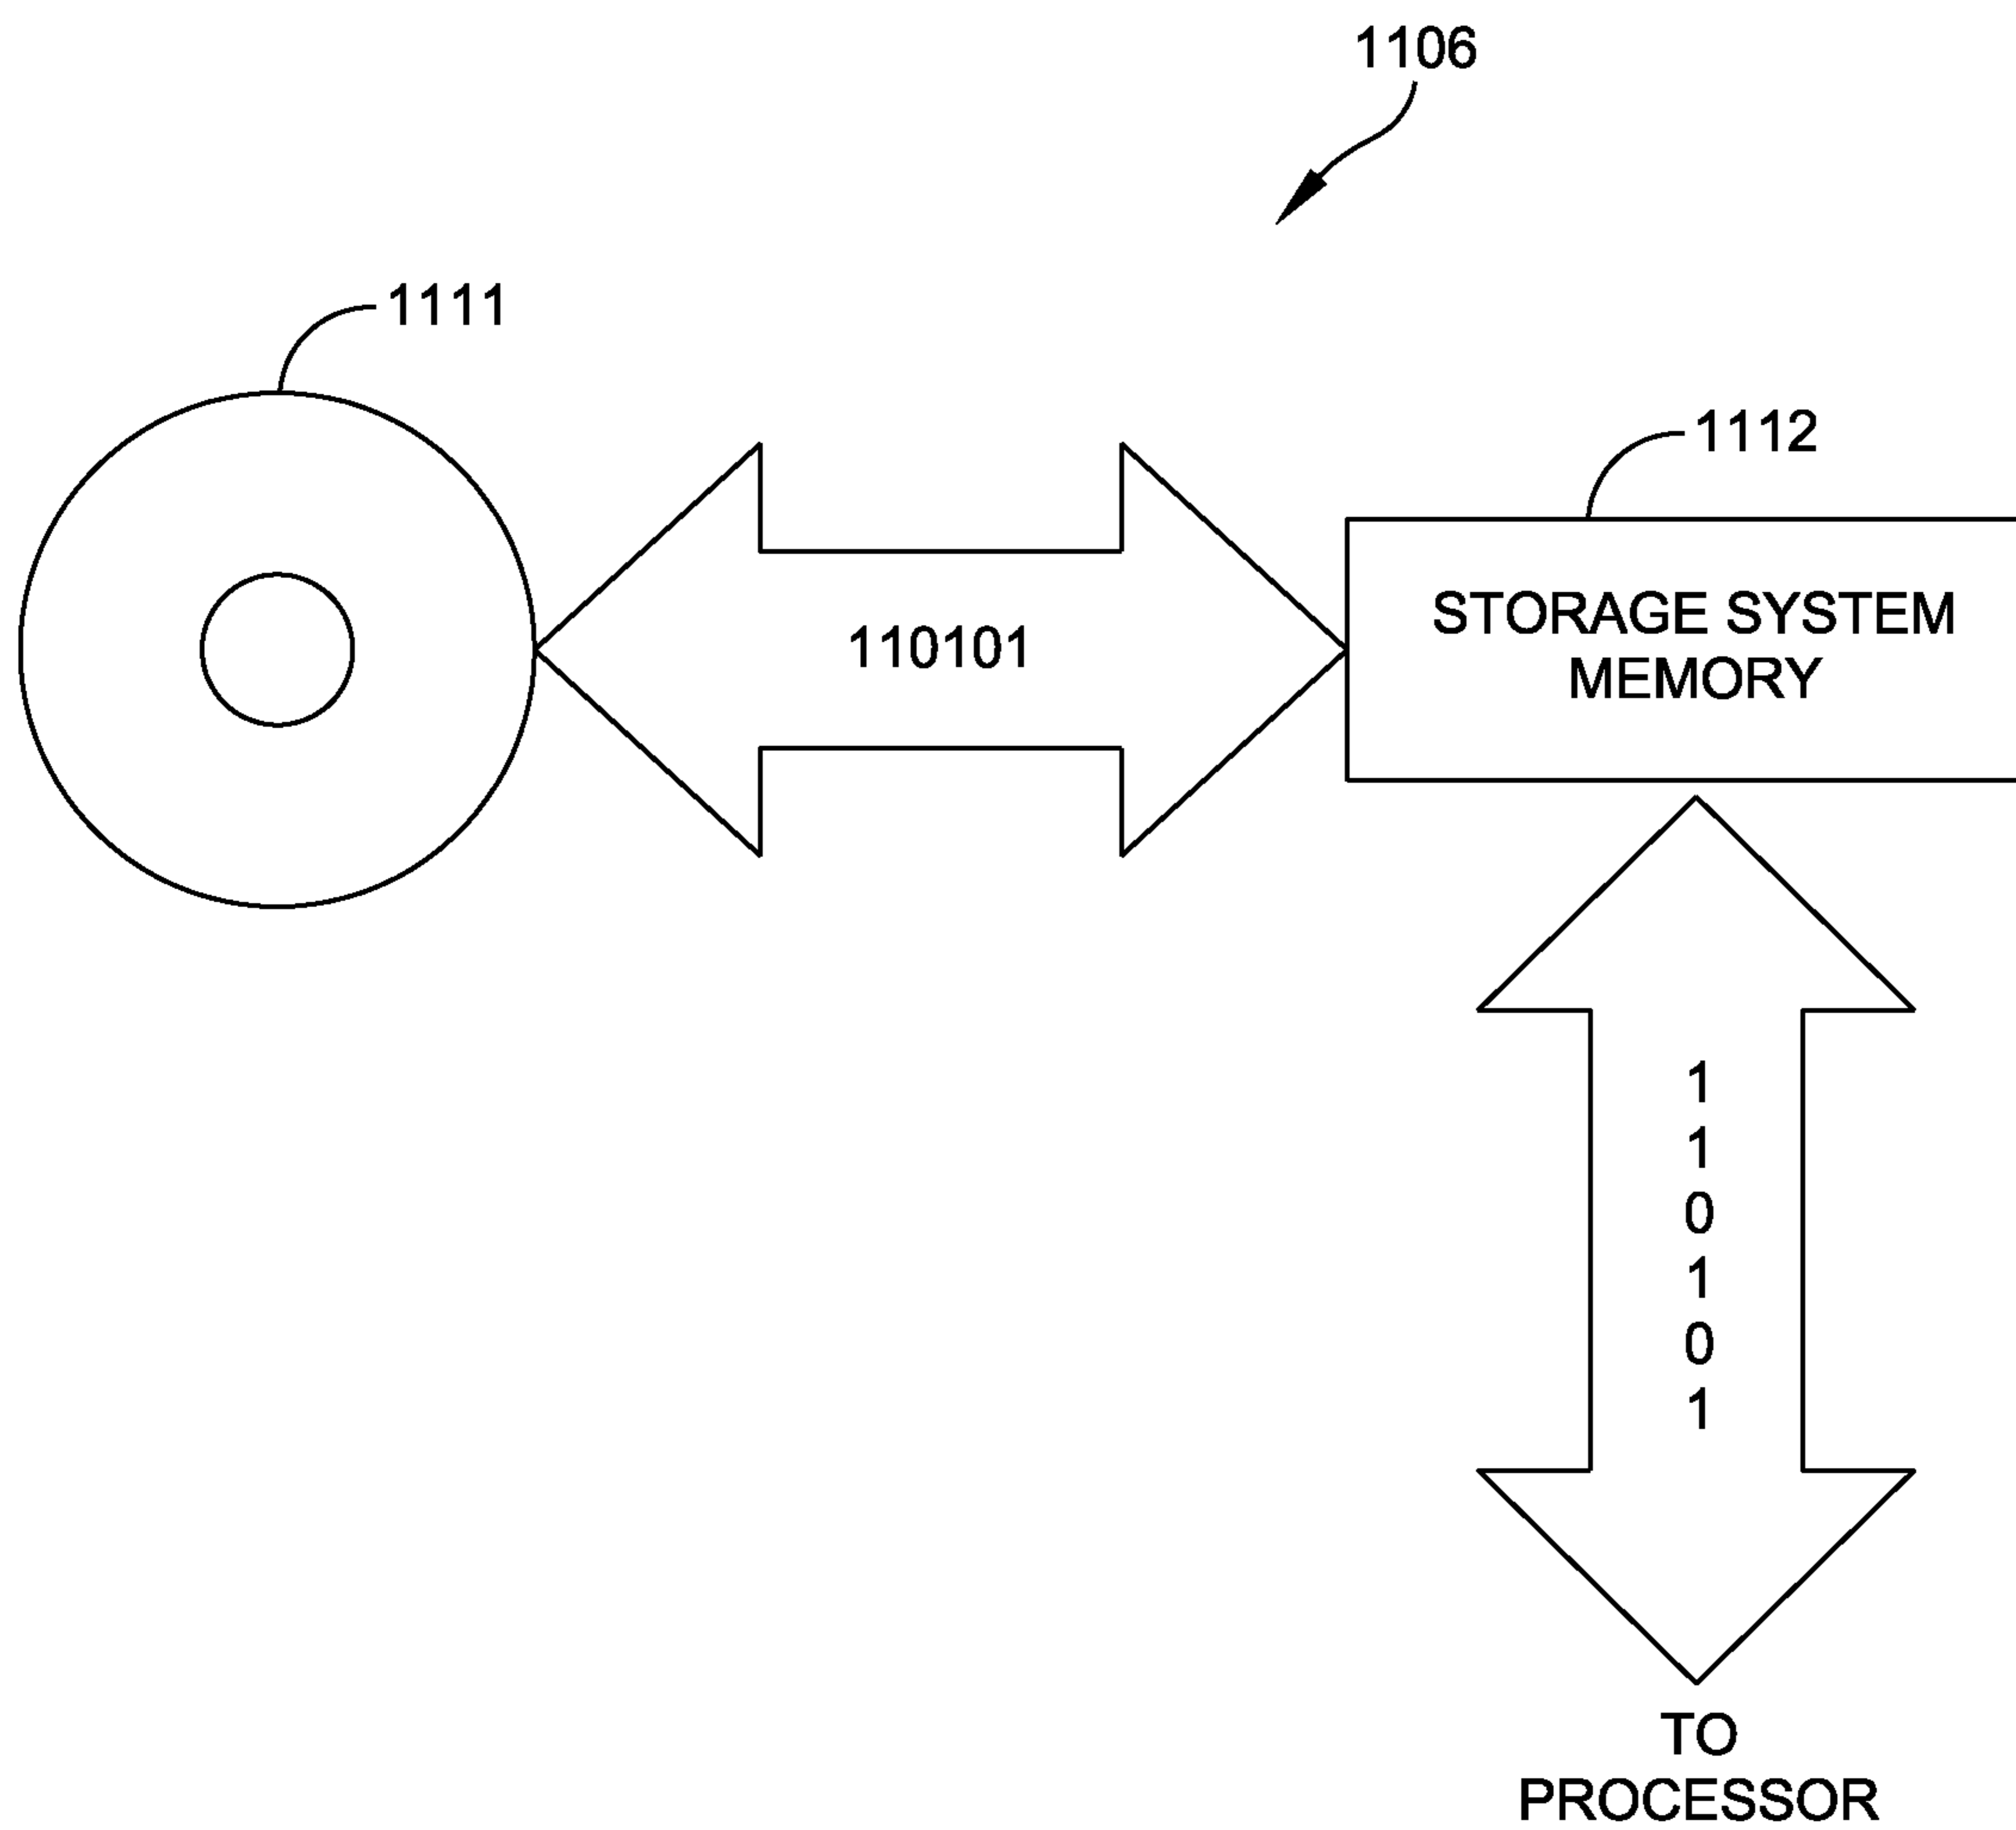 1106
1111
1112
110101
STORAGE SYSTEM
MEMORY
1
1
0
1
0
1
TO
PROCESSOR